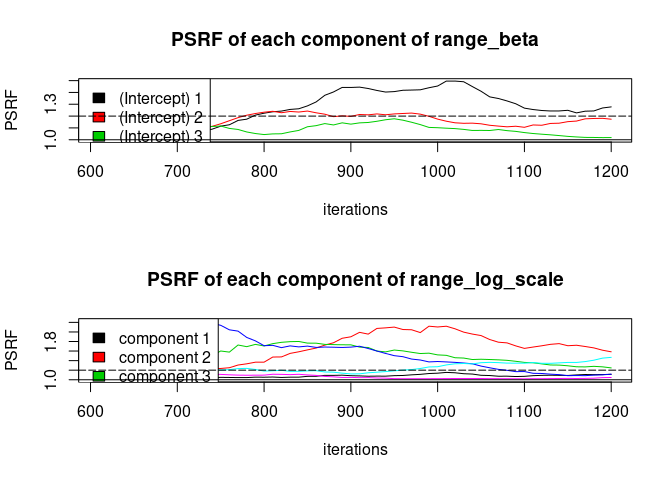 PSRF of each component of range_beta
PSRF
1.0 1.3
(Intercept) 1
(Intercept) 2
(Intercept) 3
600 700 800 900 1000 1100 1200
iterations
PSRF of each component of range_log_scale
PSRF
1.0 1.8
component 1
component 2
component 3
600 700 800 900 1000 1100 1200
iterations